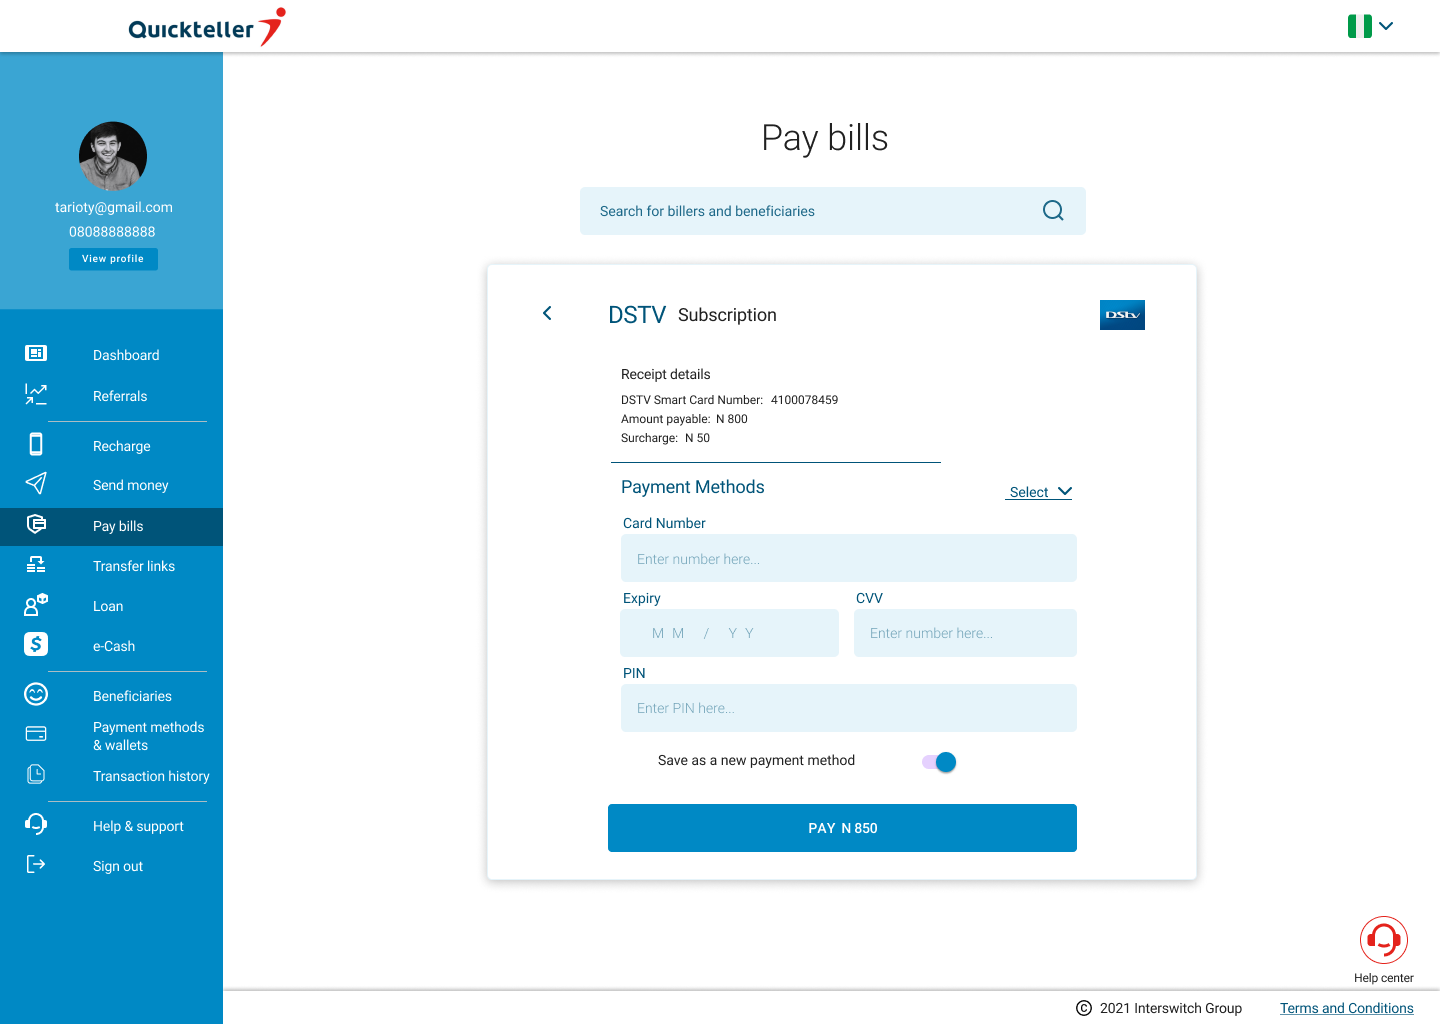 Quickteller
tarioty@gmail.com
08088888888
View profile
Dashboard
Referrals
Recharge
Send money
Pay bills
Transfer links
Loan
e-Cash
Beneficiaries
Payment methods
& wallets
Transaction history
Help & support
Sign out
Pay bills
Search for billers and beneficiaries
DSTV Subscription
DStv
Receipt details
DSTV Smart Card Number: 4100078459
Amount payable: N 800
Surcharge: N 50
Payment Methods
Select
Card Number
Enter number here...
Expiry
CVV
M M / Y Y
Enter number here...
PIN
Enter PIN here...
Save as a new payment method
PAY N 850
Help center
© 2021 Interswitch Group
Terms and Conditions